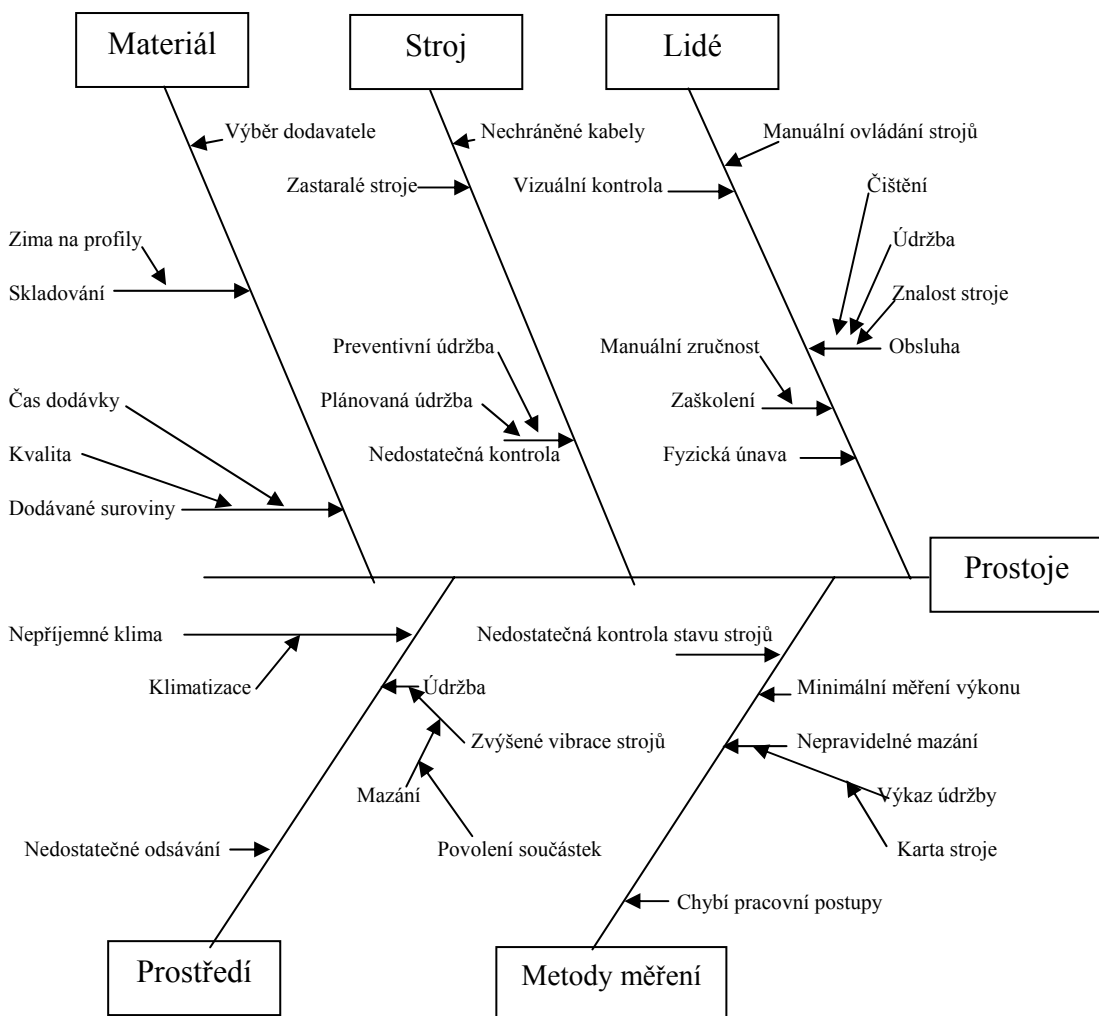 Materiál
Stroj
Lidé
Výběr dodavatele
Nechráněné kabely
Manuální ovládání strojů
Zastaralé stroje
Vizuální kontrola
Čištění
Zima na profily
Údržba
Skladování
Znalost stroje
Preventivní údržba
Manuální zručnost
Obsluha
Čas dodávky
Plánovaná údržba
Zaškolení
Kvalita
Nedostatečná kontrola
Fyzická únava
Dodávané suroviny
Prostoje
Nepříjemné klima
Nedostatečná kontrola stavu strojů
Klimatizace
Údržba
Minimální měření výkonu
Zvýšené vibrace strojů
Nepravidelné mazání
Mazání
Výkaz údržby
Nedostatečné odsávání
Povolení součástek
Karta stroje
Chybí pracovní postupy
Prostředí
Metody měření